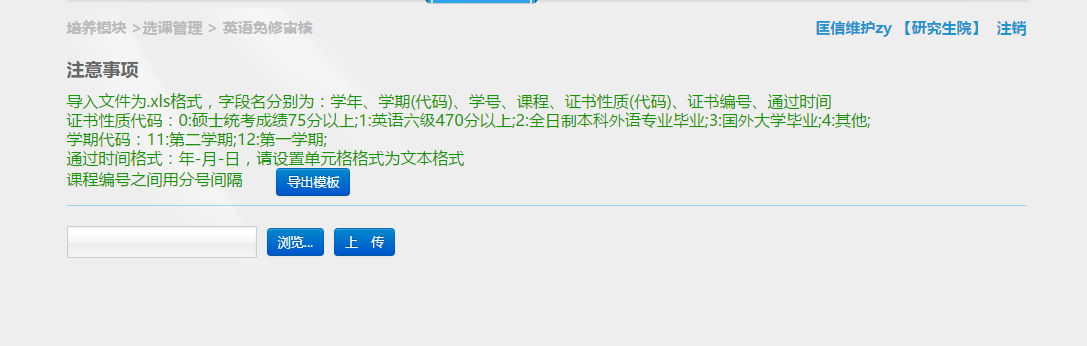 培养模块 >选课管理 > 英语免修审核
匡信维护zy 【研究生院】 注销
注意事项
导入文件为.xls格式，字段名分别为：学年、学期(代码)、学号、课程、证书性质(代码)、证书编号、通过时间
证书性质代码：0:硕士统考成绩75分以上;1:英语六级470分以上;2:全日制本科外语专业毕业;3:国外大学毕业;4:其他;
学期代码：11:第二学期;12:第一学期;
通过时间格式：年-月-日，请设置单元格格式为文本格式
课程编号之间用分号间隔
导出模板
浏览...
上 传